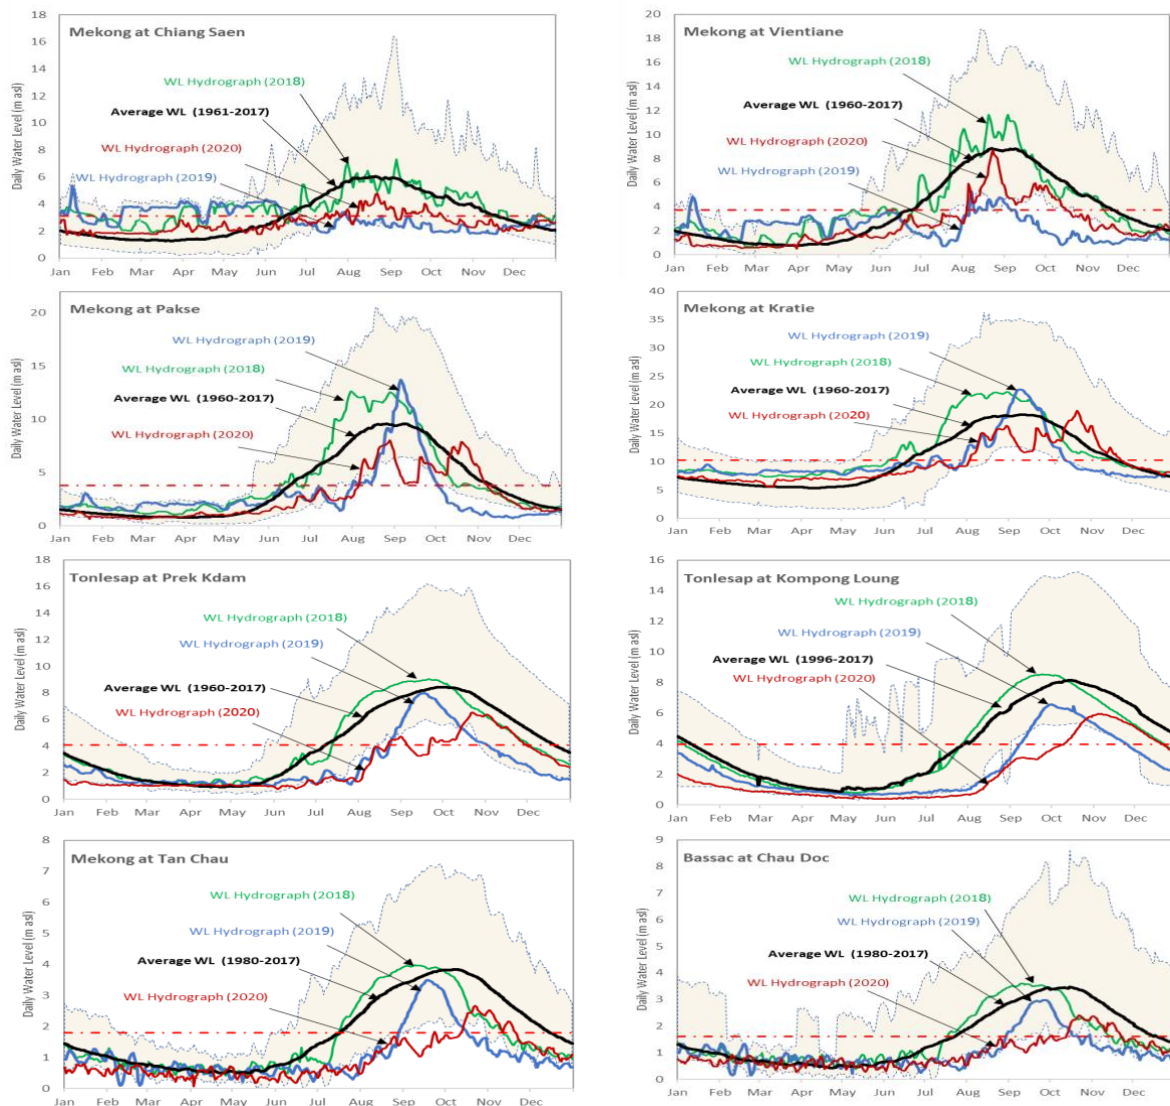 Mekong at Chiang Saen
Daily Water Level (m asl)
18
16
14
12
10
8
6
4
2
0
WL Hydrograph (2018)
Average WL (1961-2017)
WL Hydrograph (2020)
WL Hydrograph (2019)
Jan Feb Mar Apr May Jun Jul Aug Sep Oct Nov Dec
Mekong at Vientiane
Daily Water Level (m asl)
20
18
16
14
12
10
8
6
4
2
0
WL Hydrograph (2018)
Average WL (1960-2017)
WL Hydrograph (2020)
WL Hydrograph (2019)
Jan Feb Mar Apr May Jun Jul Aug Sep Oct Nov Dec
Mekong at Pakse
Daily Water Level (m asl)
20
15
10
5
0
WL Hydrograph (2019)
WL Hydrograph (2018)
Average WL (1960-2017)
WL Hydrograph (2020)
Jan Feb Mar Apr May Jun Jul Aug Sep Oct Nov Dec
Mekong at Kratie
Daily Water Level (m asl)
40
35
30
25
20
15
10
5
0
WL Hydrograph (2019)
WL Hydrograph (2018)
Average WL (1960-2017)
WL Hydrograph (2020)
Jan Feb Mar Apr May Jun Jul Aug Sep Oct Nov Dec
Tonlesap at Prek Kdam
Daily Water Level (m asl)
18
16
14
12
10
8
6
4
2
0
WL Hydrograph (2018)
WL Hydrograph (2019)
Average WL (1960-2017)
WL Hydrograph (2020)
Jan Feb Mar Apr May Jun Jul Aug Sep Oct Nov Dec
Tonlesap at Kompong Loung
Daily Water Level (m asl)
16
14
12
10
8
6
4
2
0
WL Hydrograph (2018)
WL Hydrograph (2019)
Average WL (1996-2017)
WL Hydrograph (2020)
Jan Feb Mar Apr May Jun Jul Aug Sep Oct Nov Dec
Mekong at Tan Chau
Daily Water Level (m asl)
8
7
6
5
4
3
2
1
0
WL Hydrograph (2018)
WL Hydrograph (2019)
Average WL (1980-2017)
WL Hydrograph (2020)
Jan Feb Mar Apr May Jun Jul Aug Sep Oct Nov Dec
Bassac at Chau Doc
Daily Water Level (m asl)
9
8
7
6
5
4
3
2
1
0
WL Hydrograph (2018)
WL Hydrograph (2019)
Average WL (1980-2017)
WL Hydrograph (2020)
Jan Feb Mar Apr May Jun Jul Aug Sep Oct Nov Dec